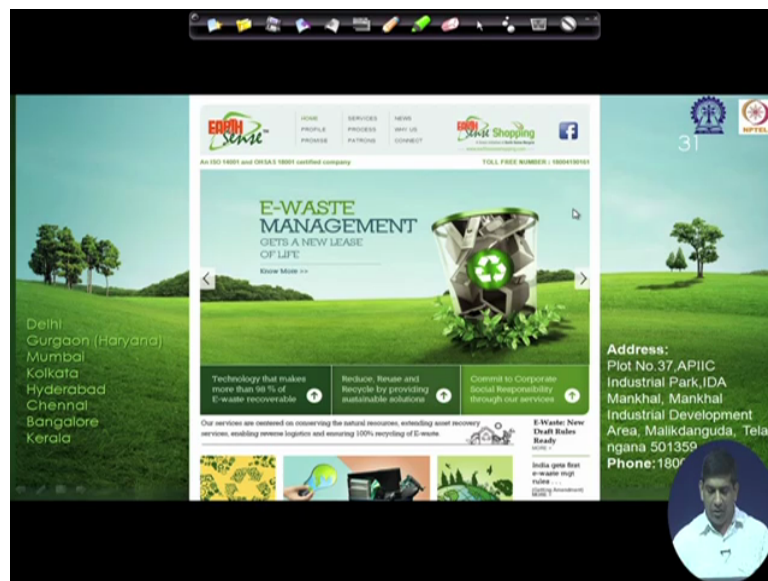 31
NPTEL
EARTH
Sense
HOME
PROFILE
PROMISE
SERVICES
PROCESS
PATRONS
NEWS
WHY US
CONNECT
EARTH
Sense Shopping
An ISO 14001 and OHSAS 18001 certified company
TOLL FREE NUMBER :
E-WASTE
MANAGEMENT
GETS A NEW LEASE
OF LIFE
Know More >>
Technology that makes
more than 98 % of
E-waste recoverable
Reduce, Reuse and
Recycle by providing
sustainable solutions
Commit to Corporate
Social Responsibility
through our services
Our services are centered on conserving the natural resources, extending asset recovery
services, enabling reverse logistics and ensuring 100% recycling of E-waste.
E-Waste: New
Draft Rules
Ready
MORE >
India gets first
e-waste mgt
rules . . .
(Getting Amendment)
MORE >
Delhi
Gurgaon (Haryana)
Mumbai
Kolkata
Hyderabad
Chennai
Bangalore
Kerala
Address:
Plot No.37,APIIC
Industrial Park,IDA
Mankhal, Mankhal
Industrial Development
Area, Malikdanguda, Tela
ngana 501359
Phone:180